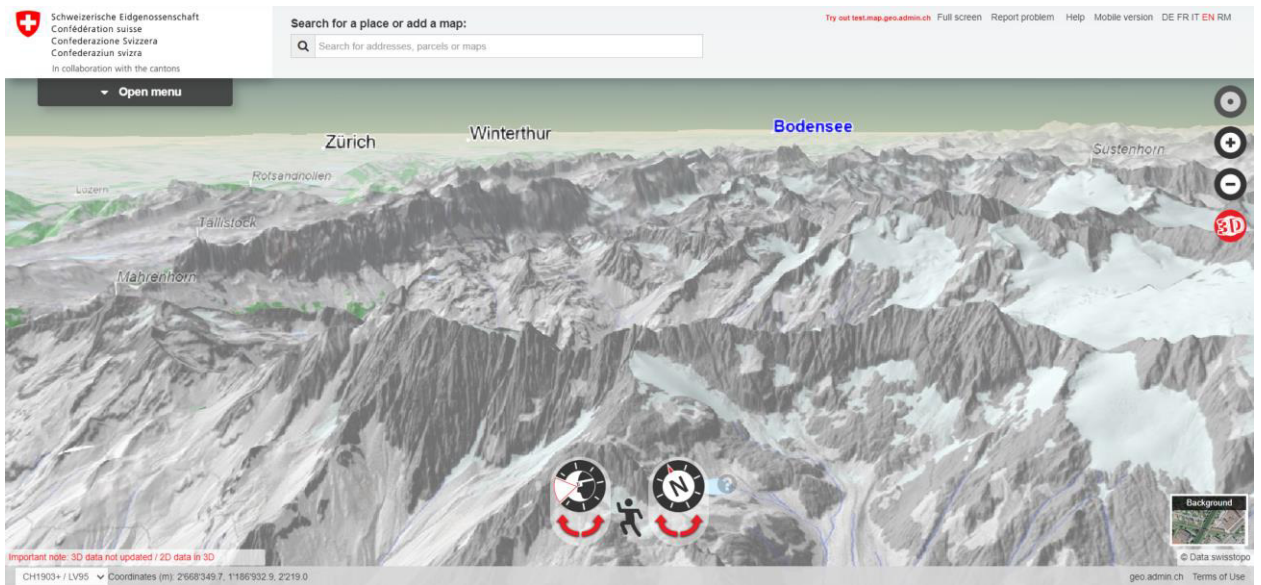 Schweizerische Eidgenossenschaft
Confédération suisse
Confederazione Svizzera
Confederaziun svizra
In collaboration with the cantons
Search for a place or add a map:
Search for addresses, parcels or maps
Try out test.map.geo.admin.ch Full screen Report problem Help Mobile version DE FR IT EN RM
Open menu
Zürich
Winterthur
Bodensee
Sustenhorn
Rotsandnollen
Luzern
Tällistock
Mährenhorn
3D
N
?
Background
Important note: 3D data not updated / 2D data in 3D
© Data:swisstopo
CH1903+ / LV95 Coordinates (m): 2'668'349.7, 1'186'932.9, 2'219.0
geo.admin.ch Terms of Use